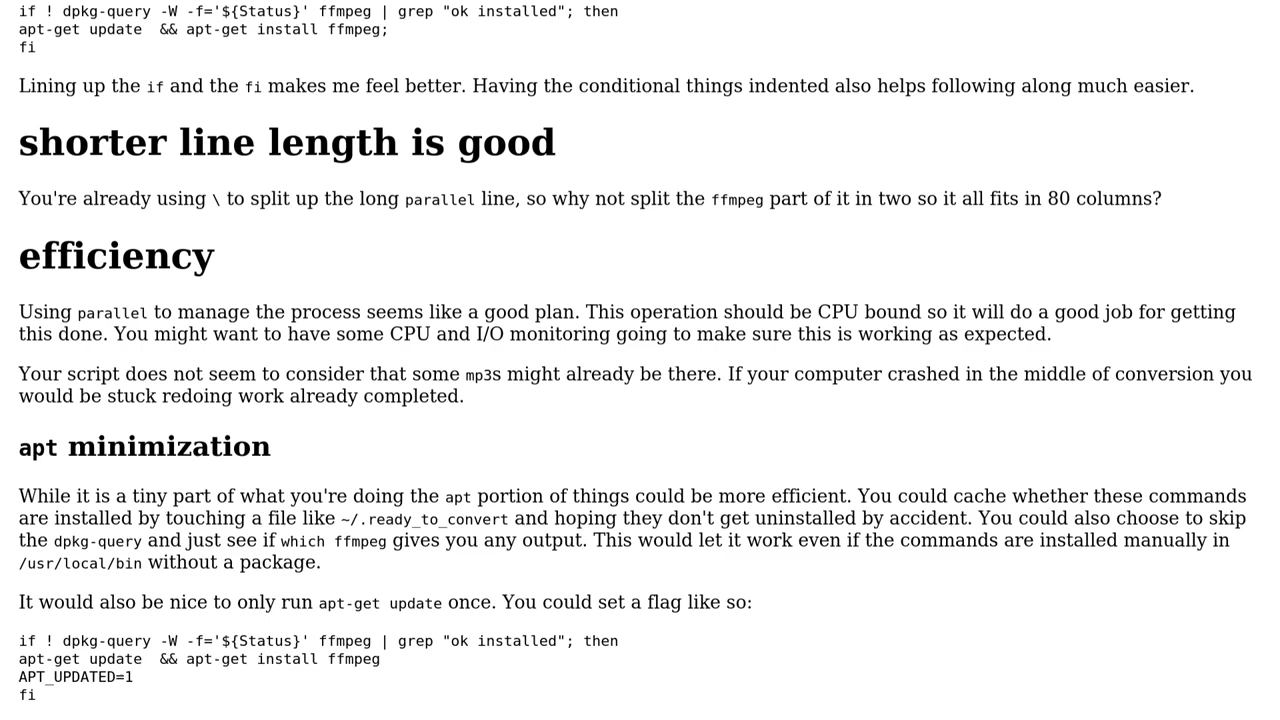 if ! dpkg-query -W -f='${Status}' ffmpeg | grep "ok installed"; then
apt-get update  && apt-get install ffmpeg;
fi
Lining up the if and the fi makes me feel better. Having the conditional things indented also helps following along much easier.
shorter line length is good
You're already using \ to split up the long parallel line, so why not split the ffmpeg part of it in two so it all fits in 80 columns?
efficiency
Using parallel to manage the process seems like a good plan. This operation should be CPU bound so it will do a good job for getting
this done. You might want to have some CPU and I/O monitoring going to make sure this is working as expected.
Your script does not seem to consider that some mp3s might already be there. If your computer crashed in the middle of conversion you
would be stuck redoing work already completed.
apt minimization
While it is a tiny part of what you're doing the apt portion of things could be more efficient. You could cache whether these commands
are installed by touching a file like ~/.ready_to_convert and hoping they don't get uninstalled by accident. You could also choose to skip
the dpkg-query and just see if which ffmpeg gives you any output. This would let it work even if the commands are installed manually in
/usr/local/bin without a package.
It would also be nice to only run apt-get update once. You could set a flag like so:
if ! dpkg-query -W -f='${Status}' ffmpeg | grep "ok installed"; then
apt-get update  && apt-get install ffmpeg
APT_UPDATED=1
fi